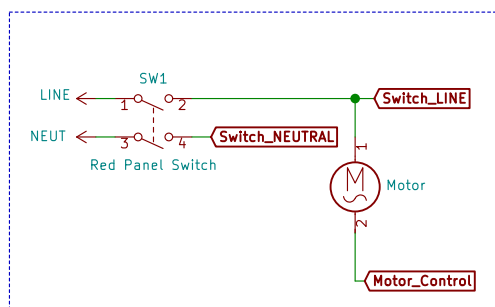 SW1
LINE
1
2
Switch_LINE
NEUT
3
4
Switch_NEUTRAL
Red Panel Switch
1
M
Motor
2
Motor_Control